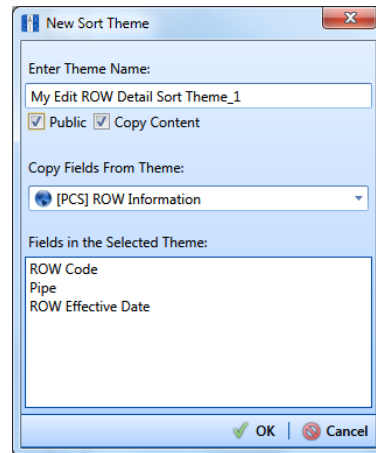 New Sort Theme
Enter Theme Name:
My Edit ROW Detail Sort Theme_1
Public Copy Content
Copy Fields From Theme:
[PCS] ROW Information
Fields in the Selected Theme:
ROW Code
Pipe
ROW Effective Date
OK | Cancel